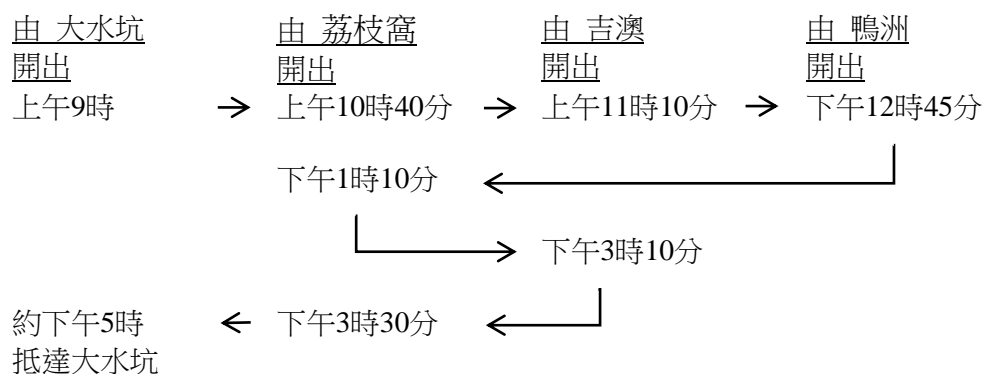 由 大水坑 由 荔枝窩 由 吉澳 由 鴨洲
開出 開出 開出 開出
上午9時 → 上午10時40分 → 上午11時10分 → 下午12時45分
下午1時10分
下午3時10分
約下午5時 ← 下午3時30分
抵達大水坑